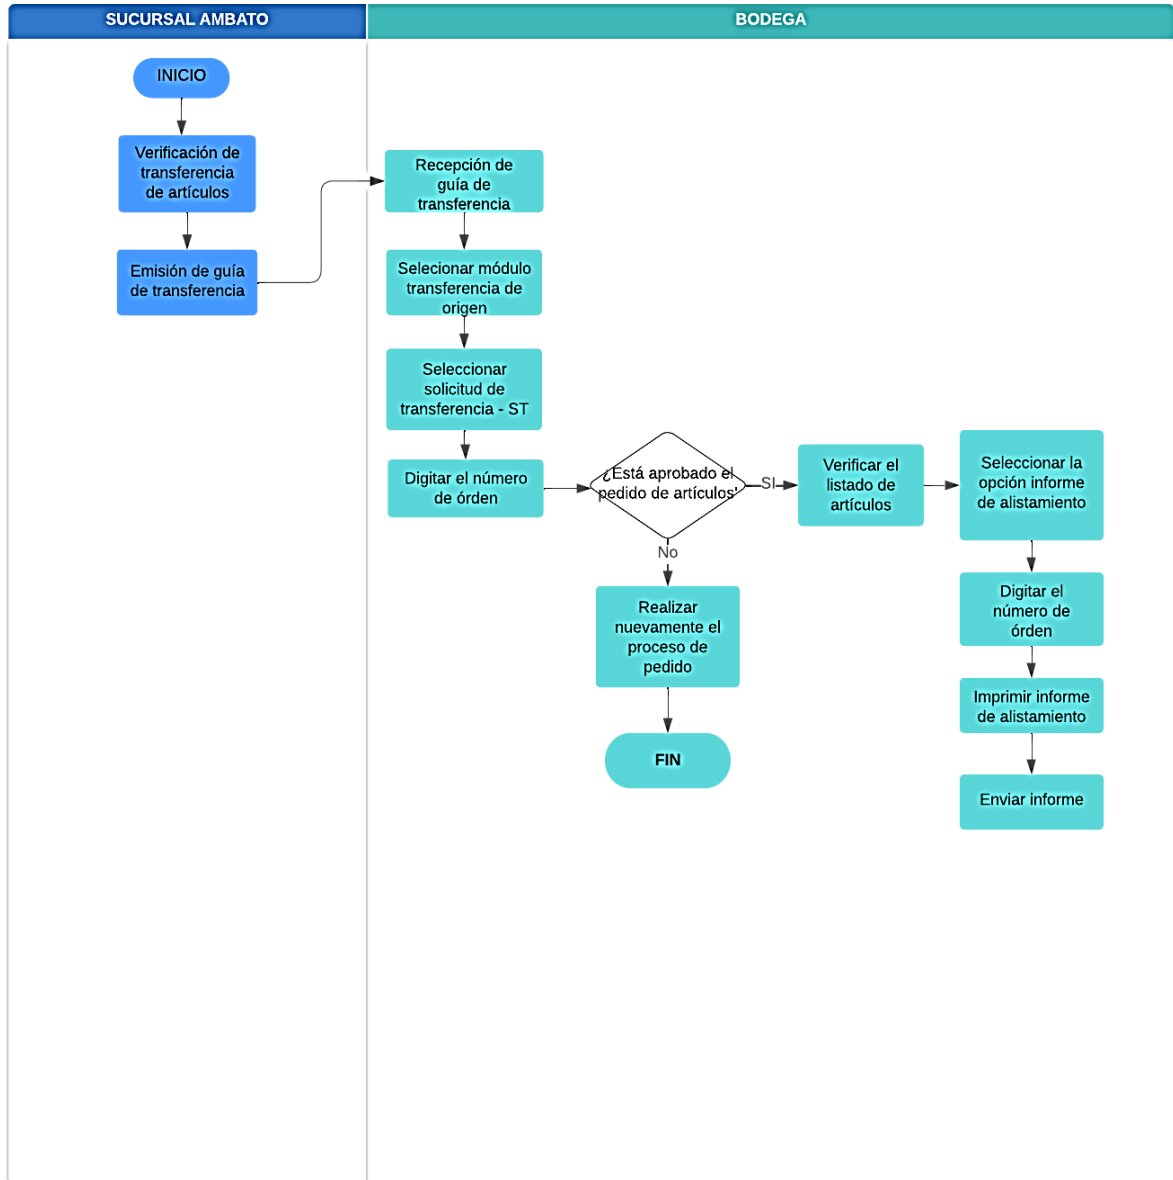 SUCURSAL AMBATO
BODEGA
INICIO
Verificación de
transferencia
de artículos
Emisión de guía
de transferencia
Recepción de
guía de
transferencia
Selecionar módulo
transferencia de
origen
Seleccionar
solicitud de
transferencia - ST
Digitar el número
de órden
¿Está aprobado el
pedido de artículos'
SI
No
Realizar
nuevamente el
proceso de
pedido
FIN
Verificar el
listado de
artículos
Seleccionar la
opción informe
de alistamiento
Digitar el
número de
órden
Imprimir informe
de alistamiento
Enviar informe